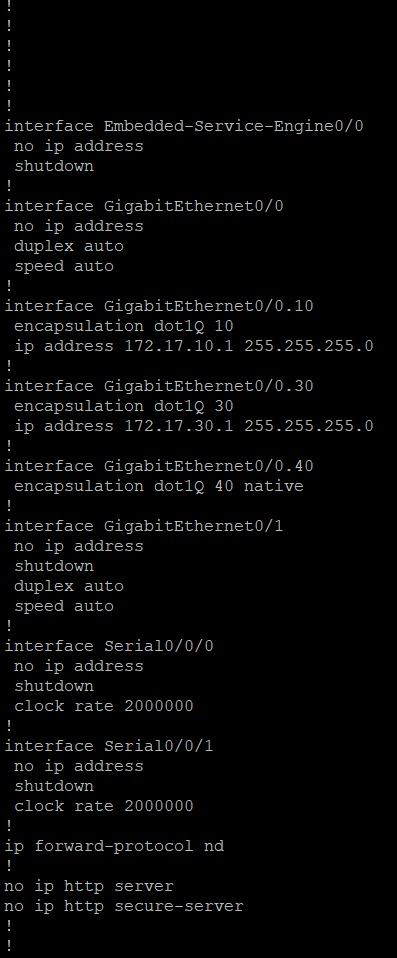 !
!
!
!
!
!
interface Embedded-Service-Engine0/0
 no ip address
 shutdown
!
interface GigabitEthernet0/0
 no ip address
 duplex auto
 speed auto
!
interface GigabitEthernet0/0.10
 encapsulation dot1Q 10
 ip address 172.17.10.1 255.255.255.0
!
interface GigabitEthernet0/0.30
 encapsulation dot1Q 30
 ip address 172.17.30.1 255.255.255.0
!
interface GigabitEthernet0/0.40
 encapsulation dot1Q 40 native
!
interface GigabitEthernet0/1
 no ip address
 shutdown
 duplex auto
 speed auto
!
interface Serial0/0/0
 no ip address
 shutdown
 clock rate 2000000
!
interface Serial0/0/1
 no ip address
 shutdown
 clock rate 2000000
!
ip forward-protocol nd
!
no ip http server
no ip http secure-server
!
!